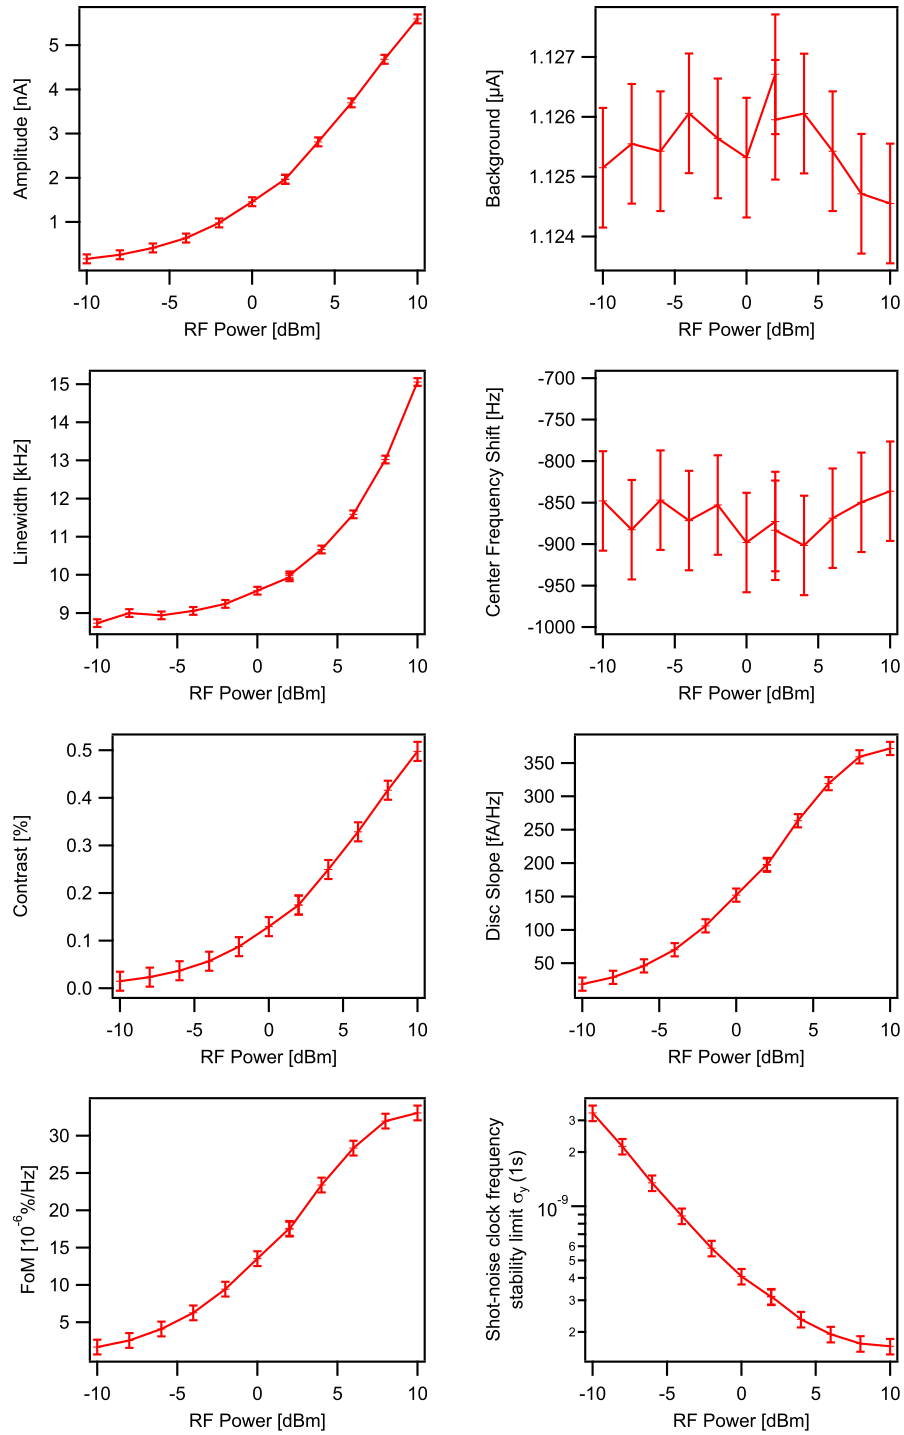 Amplitude [nA]
5
4
3
2
1
-10 -5 0 5 10
RF Power [dBm]
Background [µA]
1.127
1.126
1.125
1.124
-10 -5 0 5 10
RF Power [dBm]
Linewidth [kHz]
15
14
13
12
11
10
9
-10 -5 0 5 10
RF Power [dBm]
Center Frequency Shift [Hz]
-700
-800
-850
-900
-950
-1000
-10 -5 0 5 10
RF Power [dBm]
Contrast [%]
0.5
0.4
0.3
0.2
0.1
0.0
-10 -5 0 5 10
RF Power [dBm]
Disc Slope [fA/Hz]
350
300
250
200
150
100
50
-10 -5 0 5 10
RF Power [dBm]
FoM [10⁻⁶%/Hz]
30
25
20
15
10
5
-10 -5 0 5 10
RF Power [dBm]
Shot-noise clock frequency
stability limit σy (1s)
3
2
10⁻⁹
6
5
4
3
2
-10 -5 0 5 10
RF Power [dBm]